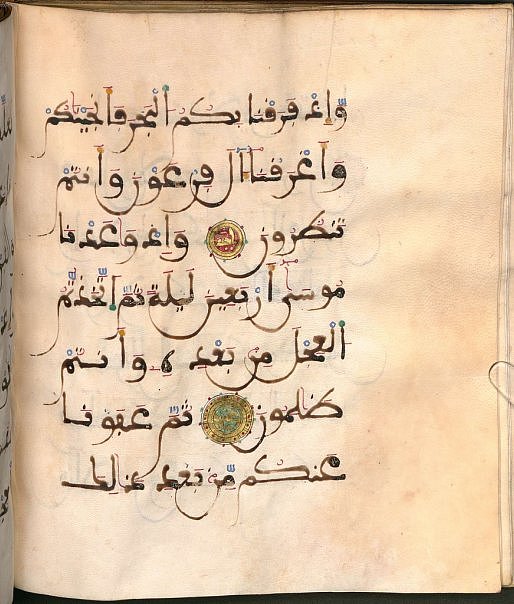 وإذ فرقنا بكم البحر فأنجينكم
وأغرقنا ءال فرعون وأنتم
تنظرون وإذ وعدنا
موسى أربعين ليلة ثم اتخذتم
العجل من بعده وأنتم
ظلمون ثم عفونا
عنكم من بعد ذلك